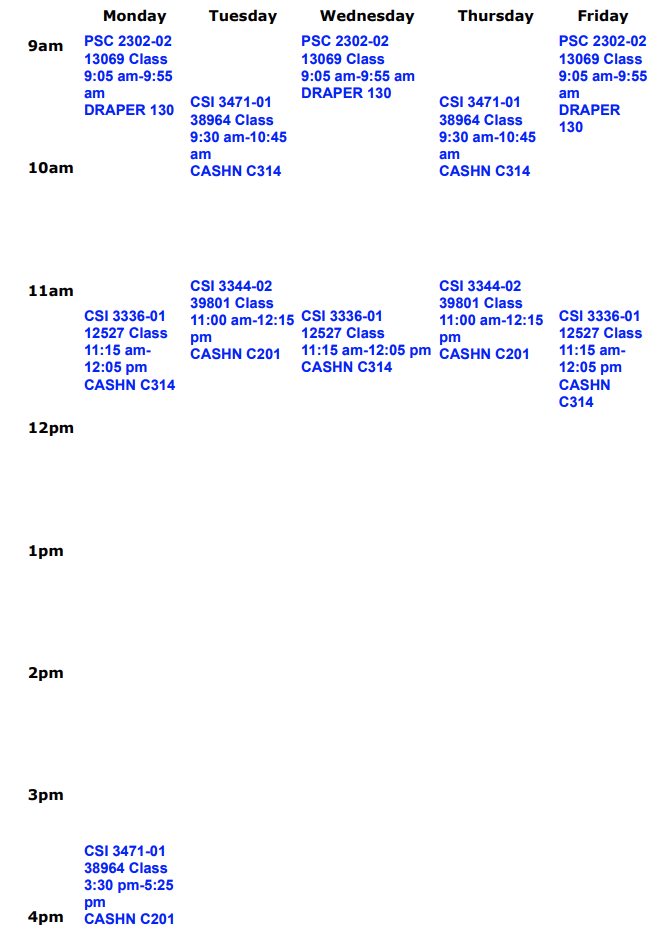 Monday Tuesday Wednesday Thursday Friday
9am
PSC 2302-02
13069 Class
9:05 am-9:55
am
DRAPER 130
PSC 2302-02
13069 Class
9:05 am-9:55 am
DRAPER 130
PSC 2302-02
13069 Class
9:05 am-9:55
am
DRAPER
130
CSI 3471-01
38964 Class
9:30 am-10:45
am
CASHN C314
CSI 3471-01
38964 Class
9:30 am-10:45
am
CASHN C314
10am
11am
CSI 3344-02
39801 Class
11:00 am-12:15
pm
CASHN C201
CSI 3344-02
39801 Class
11:00 am-12:15
pm
CASHN C201
CSI 3336-01
12527 Class
11:15 am-
12:05 pm
CASHN C314
CSI 3336-01
12527 Class
11:15 am-12:05 pm
CASHN C314
CSI 3336-01
12527 Class
11:15 am-
12:05 pm
CASHN
C314
12pm
1pm
2pm
3pm
CSI 3471-01
38964 Class
3:30 pm-5:25
pm
CASHN C201
4pm